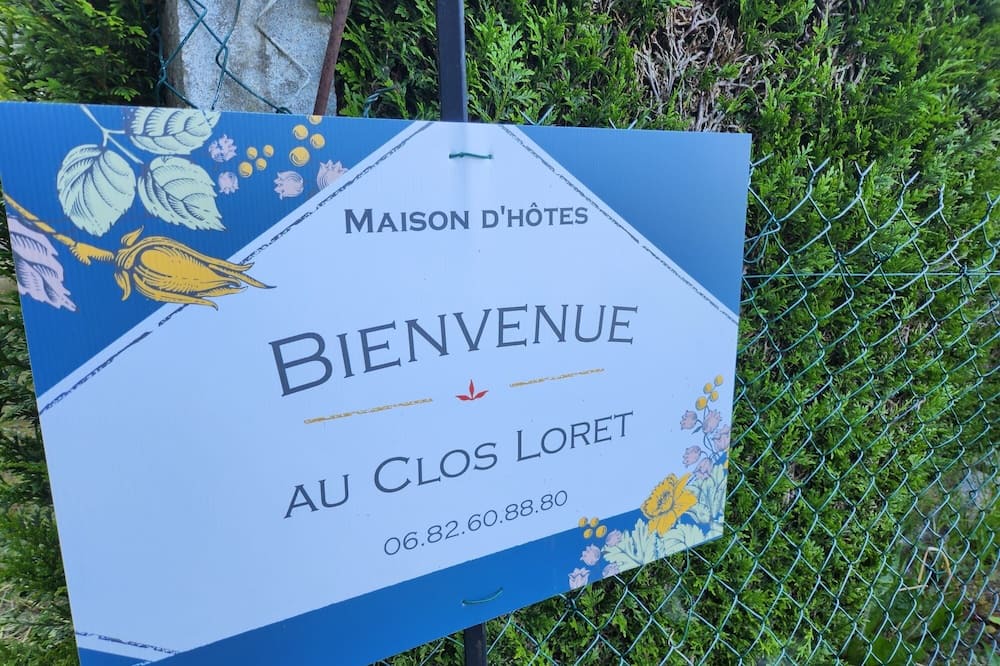 MAISON D'HÔTES
BIENVENUE
AU CLOS LORET
06.82.60.88.80